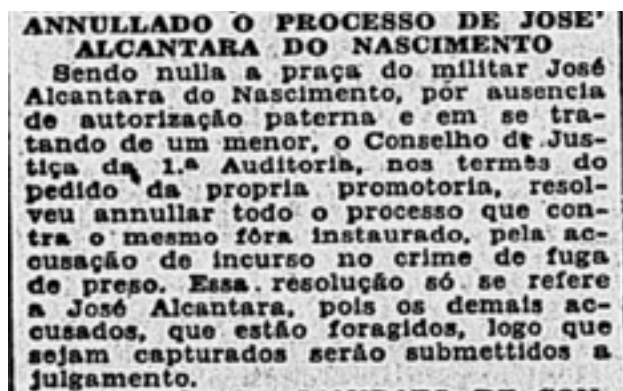 ANNULLADO O PROCESSO DE JOSE'
ALCANTARA DO NASCIMENTO
Sendo nulla a praça do militar José
Alcantara do Nascimento, por ausencia
de autorização paterna e em se tra-
tando de um menor, o Conselho de Jus-
tiça da 1.ª Auditoria, nos termos do
pedido da propria promotoria, resol-
veu annullar todo o processo que con-
tra o mesmo fôra instaurado, pela ac-
cusação de incurso no crime de fuga
de preso. Essa resolução só se refere
a José Alcantara, pois os demais ac-
cusados, que estão foragidos, logo que
sejam capturados serão submettidos a
julgamento.